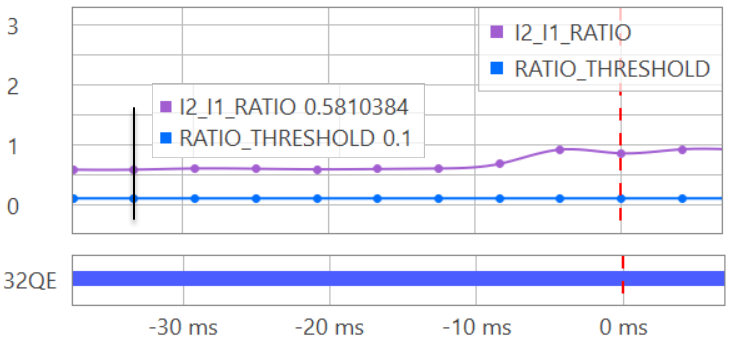 3
2
1
0
I2_I1_RATIO
RATIO_THRESHOLD
I2_I1_RATIO 0.5810384
RATIO_THRESHOLD 0.1
32QE
-30 ms
-20 ms
-10 ms
0 ms